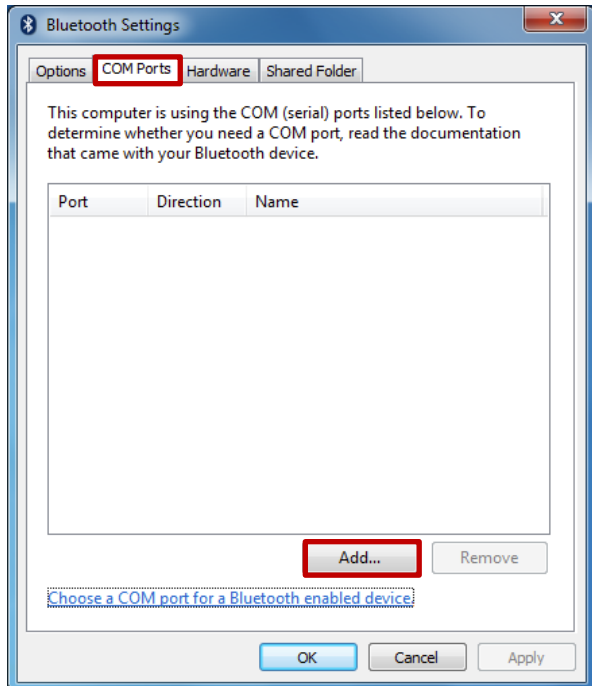 Bluetooth Settings
Options COM Ports Hardware Shared Folder
This computer is using the COM (serial) ports listed below. To
determine whether you need a COM port, read the documentation
that came with your Bluetooth device.
Port Direction Name
Add... Remove
Choose a COM port for a Bluetooth enabled device.
OK Cancel Apply